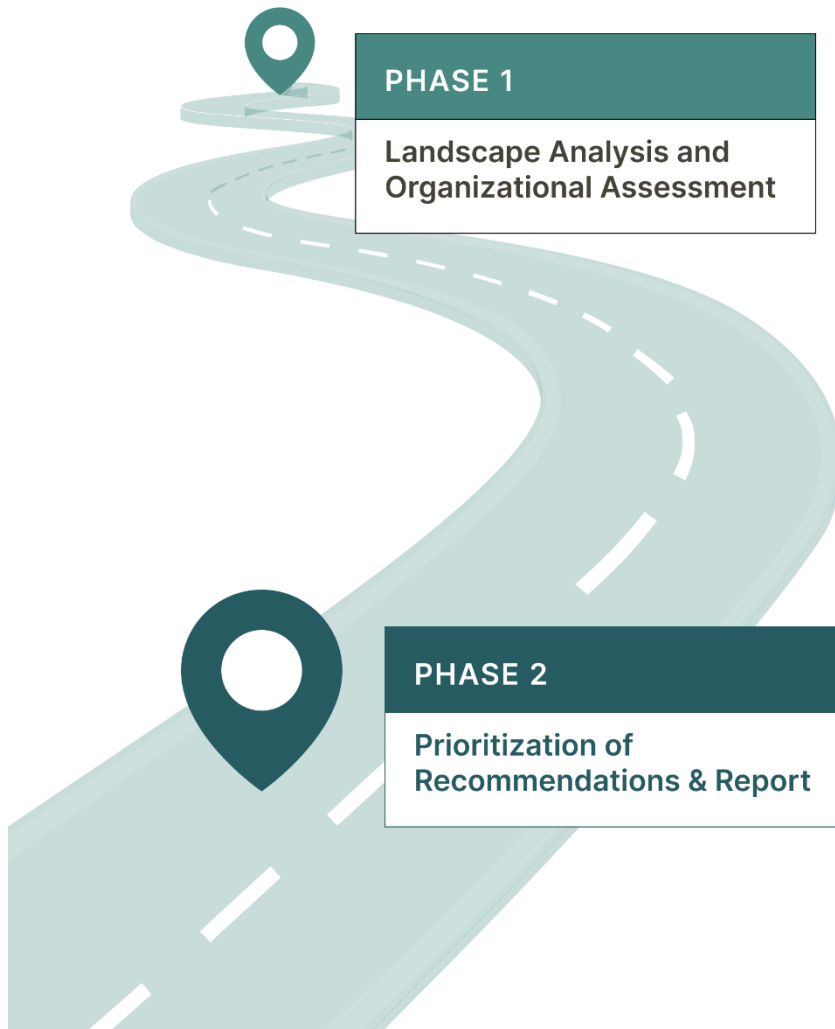 PHASE 1
Landscape Analysis and
Organizational Assessment
PHASE 2
Prioritization of
Recommendations & Report